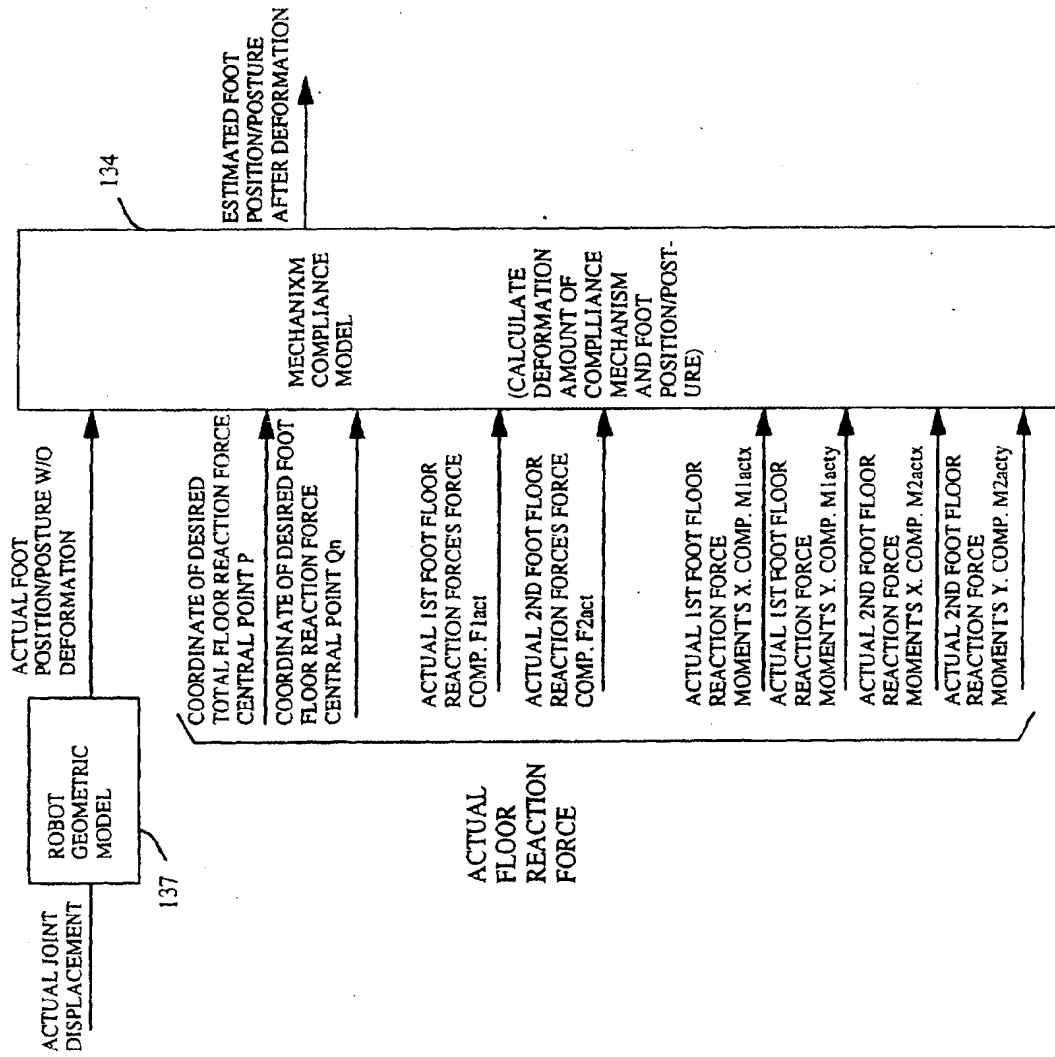 ACTUAL JOINT
DISPLACEMENT
ROBOT
GEOMETRIC
MODEL
137
ACTUAL FOOT
POSITION/POSTURE W/O
DEFORMATION
ACTUAL
FLOOR
REACTION
FORCE
COORDINATE OF DESIRED
TOTAL FLOOR REACTION FORCE
CENTRAL POINT P
COORDINATE OF DESIRED FOOT
FLOOR REACTION FORCE
CENTRAL POINT Qn
ACTUAL 1ST FOOT FLOOR
REACTION FORCE'S FORCE
COMP. F1act
ACTUAL 2ND FOOT FLOOR
REACTION FORCE'S FORCE
COMP. F2act
ACTUAL 1ST FOOT FLOOR
REACTION FORCE
MOMENT'S X. COMP. M1actx
ACTUAL 1ST FOOT FLOOR
REACTION FORCE
MOMENT'S Y. COMP. M1acty
ACTUAL 2ND FOOT FLOOR
REACTION FORCE
MOMENT'S X. COMP. M2actx
ACTUAL 2ND FOOT FLOOR
REACTION FORCE
MOMENT'S Y. COMP. M2acty
MECHANIXM
COMPLIANCE
MODEL
(CALCULATE
DEFORMATION
AMOUNT OF
COMPLLIANCE
MECHANISM
AND FOOT
POSITION/POST-
URE)
134
ESTIMATED FOOT
POSITION/POSTURE
AFTER DEFORMATION